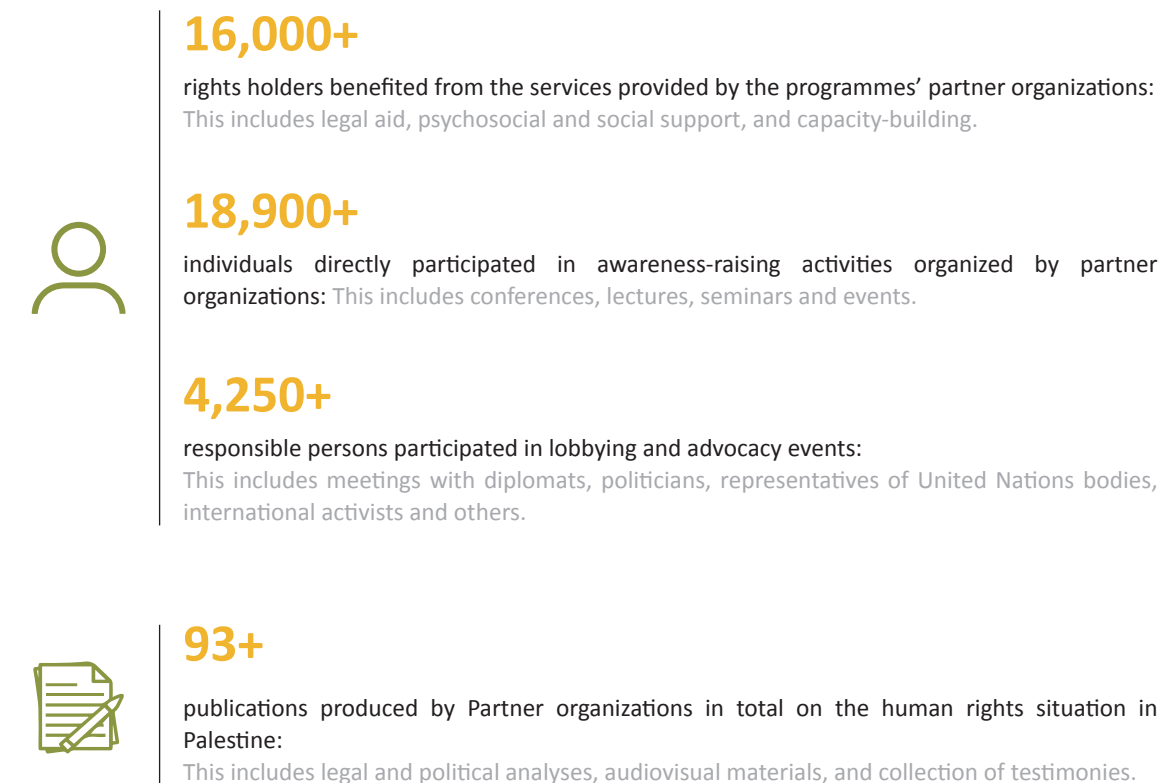 16,000+
rights holders benefited from the services provided by the programmes’ partner organizations:
This includes legal aid, psychosocial and social support, and capacity-building.
18,900+
individuals directly participated in awareness-raising activities organized by partner
organizations: This includes conferences, lectures, seminars and events.
4,250+
responsible persons participated in lobbying and advocacy events:
This includes meetings with diplomats, politicians, representatives of United Nations bodies,
international activists and others.
93+
publications produced by Partner organizations in total on the human rights situation in
Palestine:
This includes legal and political analyses, audiovisual materials, and collection of testimonies.